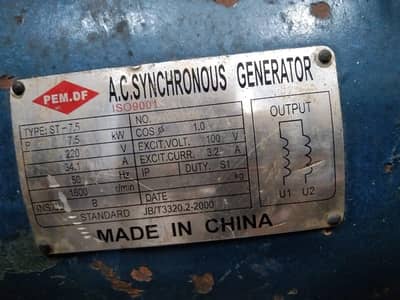 PEM.DF
A.C.SYNCHRONOUS GENERATOR
ISO9001
TYPE: ST-7.5 NO.
P 7.5 kW COS ø 1.0
220 V EXCIT.VOLT. 100 V
34.1 A EXCIT.CURR. 3.2 A
50 Hz IP DUTY. S1
1500 r/min kg
INS. B DATE
STANDARD JB/T3320.2-2000
OUTPUT
U1 U2
MADE IN CHINA